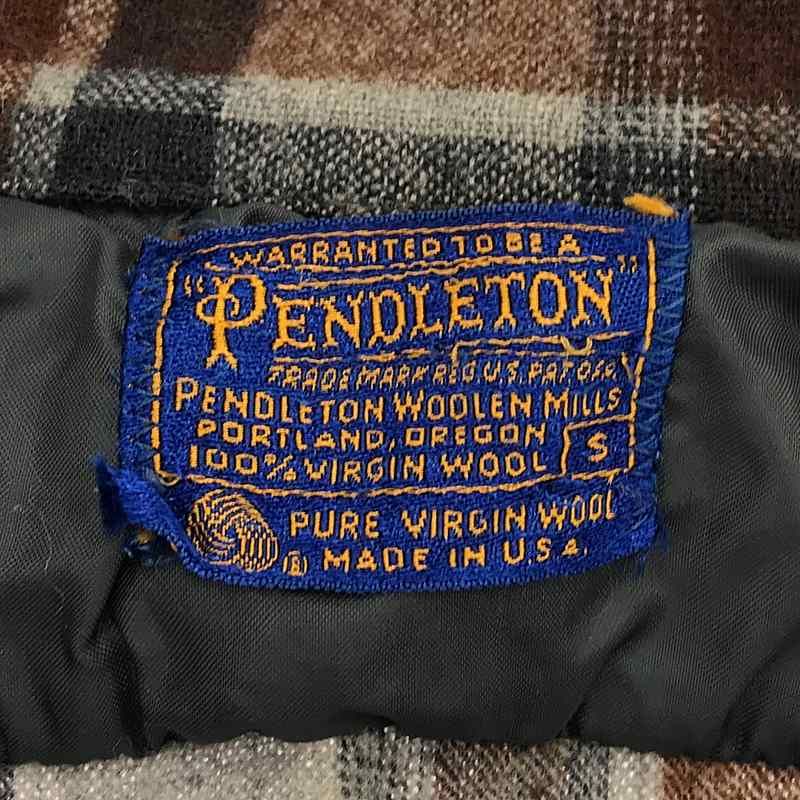 WARRANTED TO BE A
"PENDLETON"
TRADE MARK REG. U.S. PAT. OFF.
PENDLETON WOOLEN MILLS
PORTLAND, OREGON
100% VIRGIN WOOL
S
PURE VIRGIN WOOL
® MADE IN U.S.A.